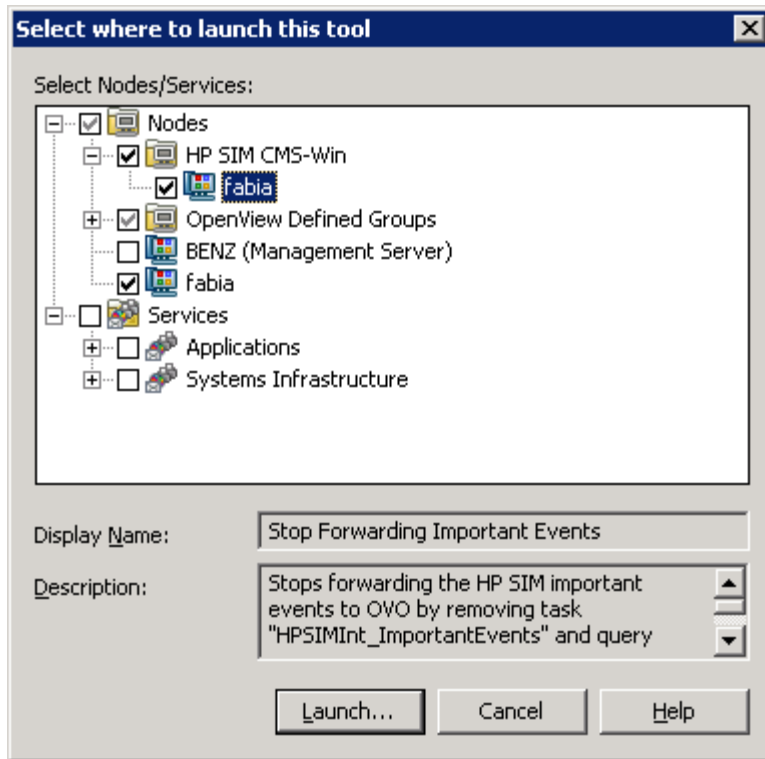 Select where to launch this tool
Select Nodes/Services:
Nodes
HP SIM CMS-Win
fabia
OpenView Defined Groups
BENZ (Management Server)
fabia
Services
Applications
Systems Infrastructure
Display Name:
Stop Forwarding Important Events
Description:
Stops forwarding the HP SIM important
events to OVO by removing task
"HPSIMInt_ImportantEvents" and query
Launch...
Cancel
Help